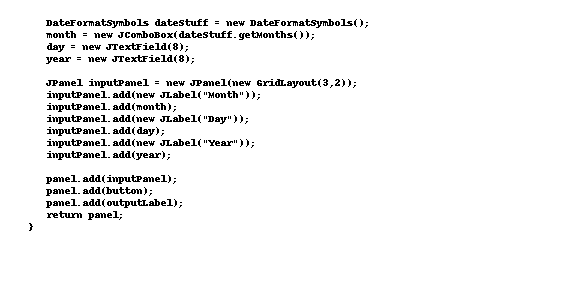 DateFormatSymbols dateStuff = new DateFormatSymbols();
month = new JComboBox(dateStuff.getMonths());
day = new JTextField(8);
year = new JTextField(8);
JPanel inputPanel = new JPanel(new GridLayout(3,2));
inputPanel.add(new JLabel("Month"));
inputPanel.add(month);
inputPanel.add(new JLabel("Day"));
inputPanel.add(day);
inputPanel.add(new JLabel("Year"));
inputPanel.add(year);
panel.add(inputPanel);
panel.add(button);
panel.add(outputLabel);
return panel;
}